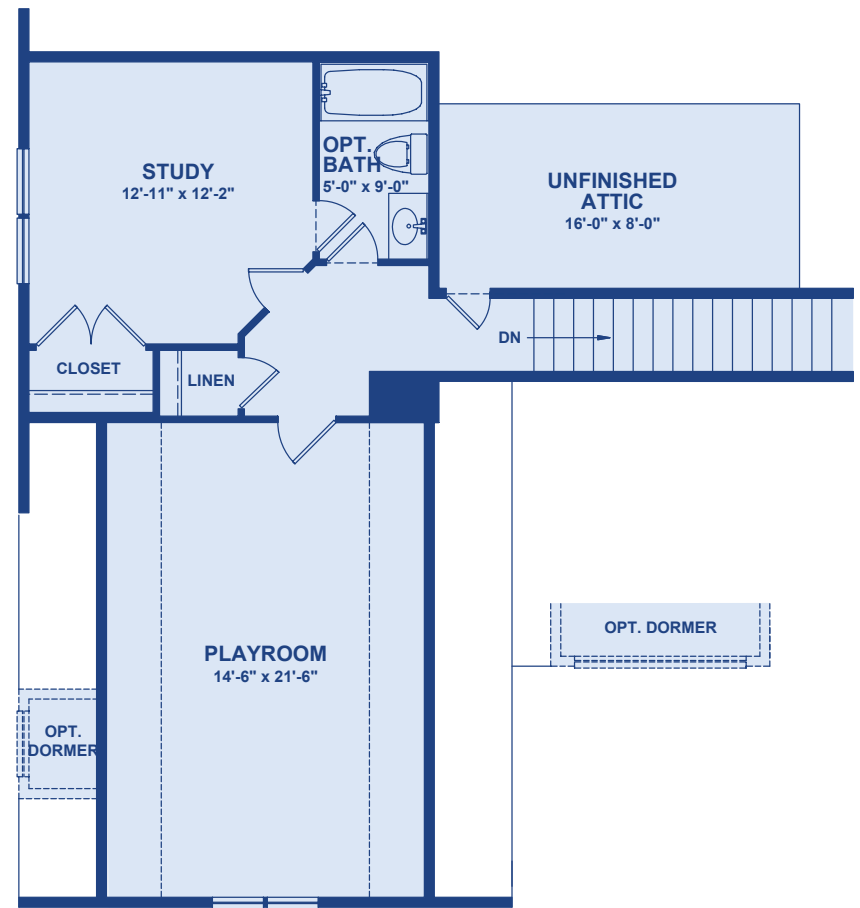 STUDY
12'-11" x 12'-2"
OPT.
BATH
5'-0" x 9'-0"
UNFINISHED
ATTIC
16'-0" x 8'-0"
DN
CLOSET
LINEN
PLAYROOM
14'-6" x 21'-6"
OPT. DORMER
OPT.
DORMER